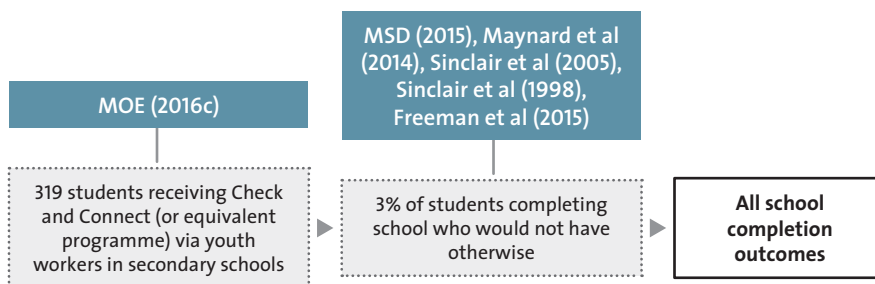 MOE (2016c)
MSD (2015), Maynard et al
(2014), Sinclair et al (2005),
Sinclair et al (1998),
Freeman et al (2015)
319 students receiving Check
and Connect (or equivalent
programme) via youth
workers in secondary schools
3% of students completing
school who would not have
otherwise
All school
completion
outcomes